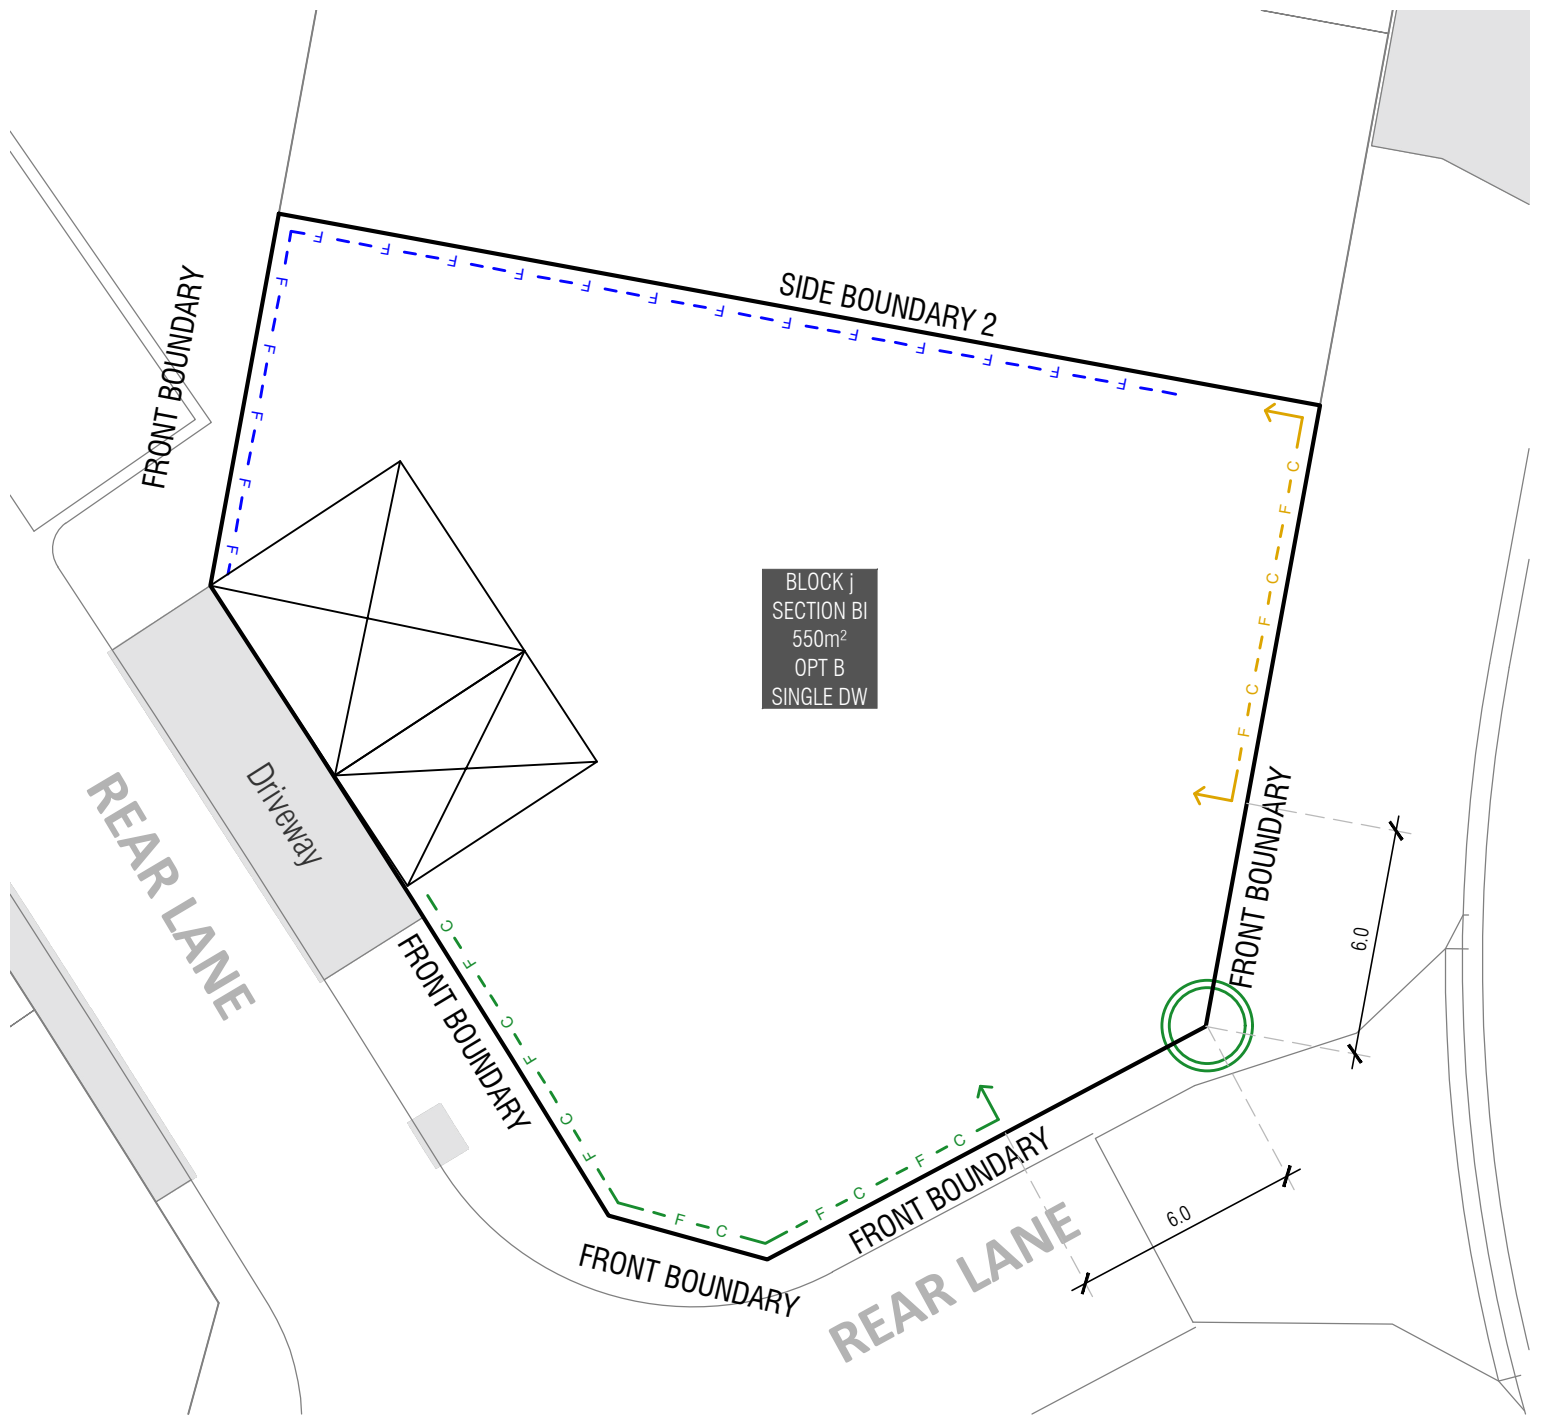 SIDE BOUNDARY 2
F F F F F F F F F F F F F
FRONT BOUNDARY
F F F F F
BLOCK j
SECTION BI
550m²
OPT B
SINGLE DW
C F C F C F
FRONT BOUNDARY
6.0
Driveway
REAR LANE
FRONT BOUNDARY
C F C F C F
F C
F C F C
FRONT BOUNDARY
FRONT BOUNDARY
6.0
REAR LANE